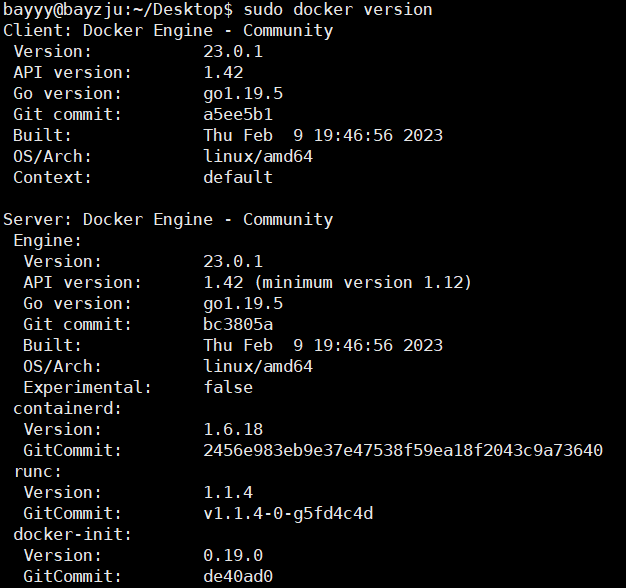 bayyy@bayzju:~/Desktop$ sudo docker version
Client: Docker Engine - Community
 Version:           23.0.1
 API version:       1.42
 Go version:        go1.19.5
 Git commit:        a5ee5b1
 Built:             Thu Feb  9 19:46:56 2023
 OS/Arch:           linux/amd64
 Context:           default

Server: Docker Engine - Community
 Engine:
  Version:          23.0.1
  API version:      1.42 (minimum version 1.12)
  Go version:       go1.19.5
  Git commit:       bc3805a
  Built:            Thu Feb  9 19:46:56 2023
  OS/Arch:          linux/amd64
  Experimental:     false
 containerd:
  Version:          1.6.18
  GitCommit:        2456e983eb9e37e47538f59ea18f2043c9a73640
 runc:
  Version:          1.1.4
  GitCommit:        v1.1.4-0-g5fd4c4d
 docker-init:
  Version:          0.19.0
  GitCommit:        de40ad0